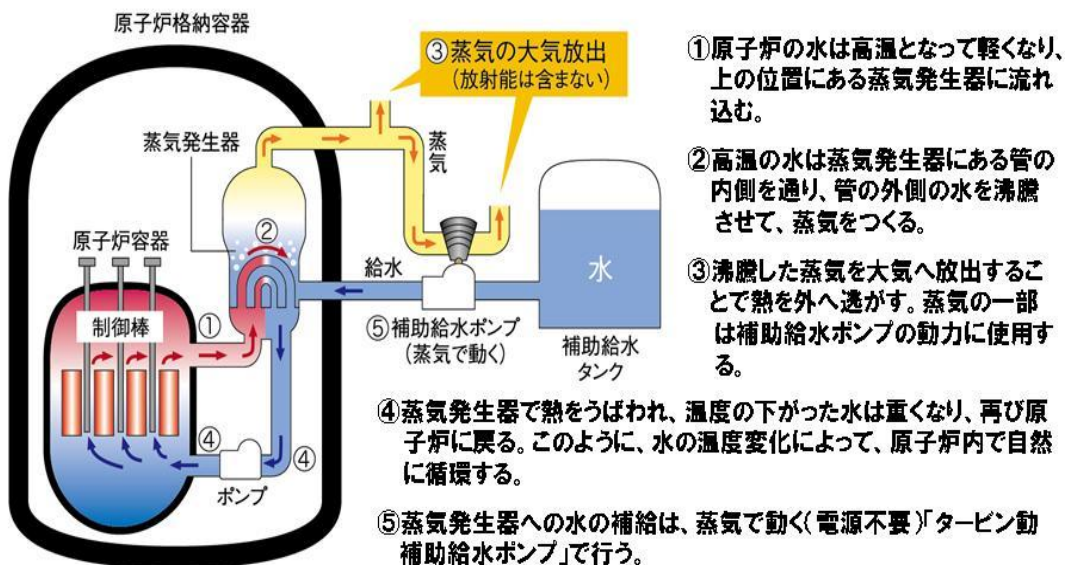 原子炉格納容器
③蒸気の大気放出
(放射能は含まない)
蒸気発生器
蒸気
②
原子炉容器
制御棒
①
給水
水
⑤補助給水ポンプ
(蒸気で動く)
補助給水
タンク
④
④
ポンプ
①原子炉の水は高温となって軽くなり、
上の位置にある蒸気発生器に流れ
込む。
②高温の水は蒸気発生器にある管の
内側を通り、管の外側の水を沸騰
させて、蒸気をつくる。
③沸騰した蒸気を大気へ放出するこ
とで熱を外へ逃がす。蒸気の一部
は補助給水ポンプの動力に使用す
る。
④蒸気発生器で熱をうばわれ、温度の下がった水は重くなり、再び原
子炉に戻る。このように、水の温度変化によって、原子炉内で自然
に循環する。
⑤蒸気発生器への水の補給は、蒸気で動く(電源不要)「タービン動
補助給水ポンプ」で行う。